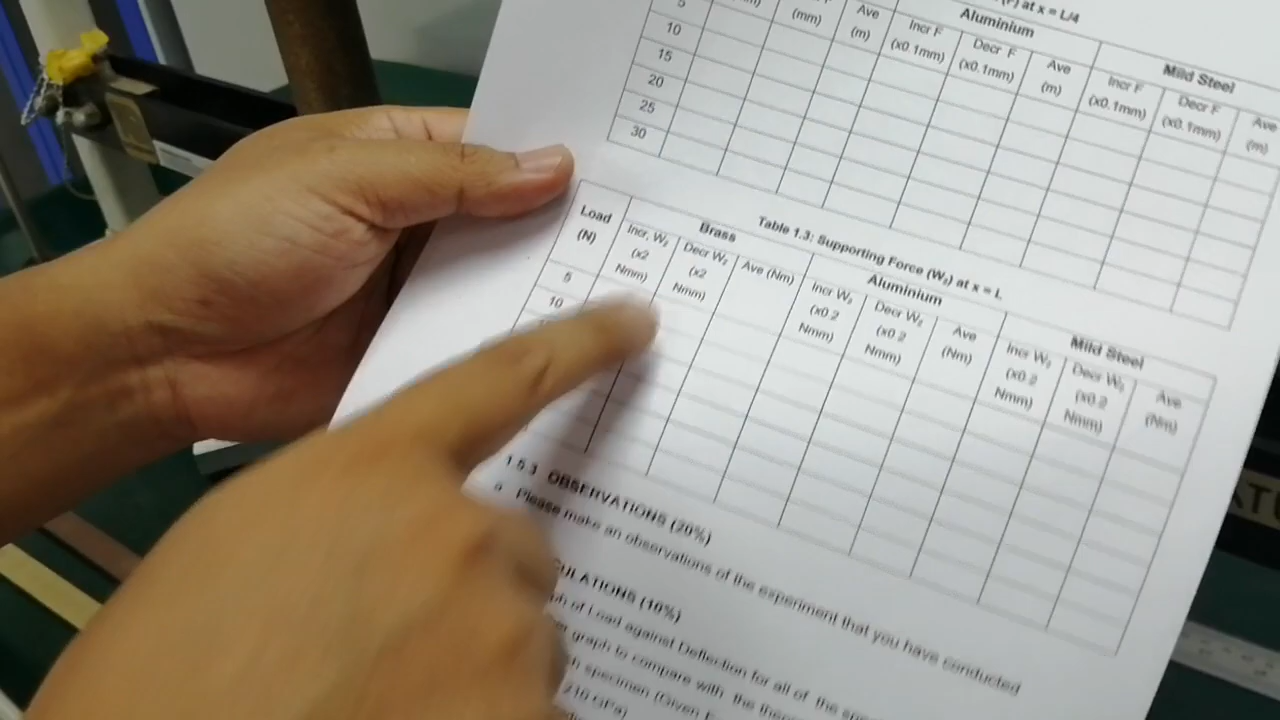 (F) at x = L/4
Aluminium
Mild Steel
(mm) Ave (m) Incr F (x0.1mm) Decr F (x0.1mm) Ave (m) Incr F (x0.1mm) Decr F (x0.1mm) Ave (m)
5
10
15
20
25
30
Table 1.3: Supporting Force (W₂) at x = L
Load (N)
Brass
Aluminium
Mild Steel
Incr. W₂ (x2 Nmm) Decr W₂ (x2 Nmm) Ave (Nm) Incr W₂ (x0.2 Nmm) Decr W₂ (x0.2 Nmm) Ave (Nm) Incr W₂ (x0.2 Nmm) Decr W₂ (x0.2 Nmm) Ave (Nm)
5
10
1.5.3 OBSERVATIONS (20%)
Please make an observations of the experiment that you have conducted
ULATIONS (10%)
of Load against Deflection for all of the
graph to compare with the
specimen (Given
210 GPa)